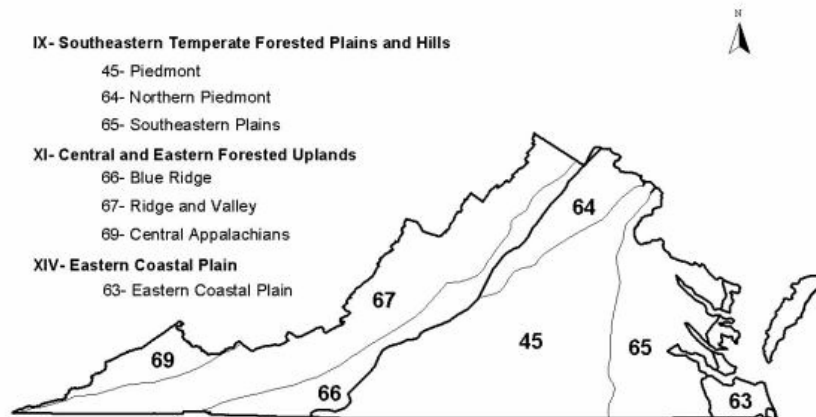 N
IX- Southeastern Temperate Forested Plains and Hills
45- Piedmont
64- Northern Piedmont
65- Southeastern Plains
XI- Central and Eastern Forested Uplands
66- Blue Ridge
67- Ridge and Valley
69- Central Appalachians
XIV- Eastern Coastal Plain
63- Eastern Coastal Plain
64
67
45
65
69
66
63